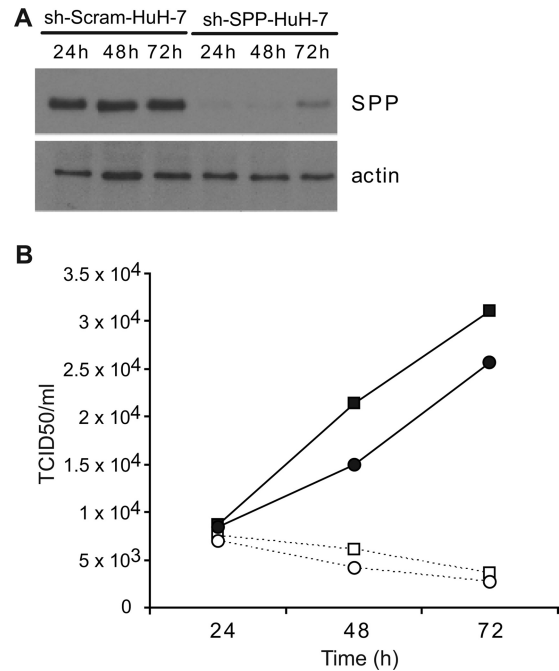 A
sh-Scram-HuH-7 sh-SPP-HuH-7
24h 48h 72h 24h 48h 72h
SPP
actin
B
3.5 x 10⁴
3 x 10⁴
2.5 x 10⁴
2 x 10⁴
1.5 x 10⁴
1 x 10⁴
5 x 10³
0
TCID50/ml
24 48 72
Time (h)